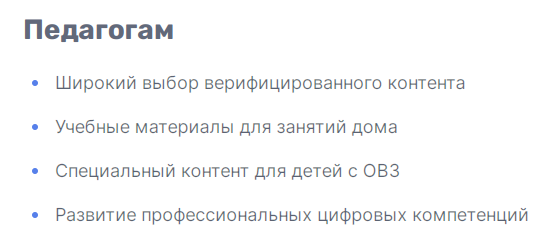 Педагогам
Широкий выбор верифицированного контента
Учебные материалы для занятий дома
Специальный контент для детей с ОВЗ
Развитие профессиональных цифровых компетенций